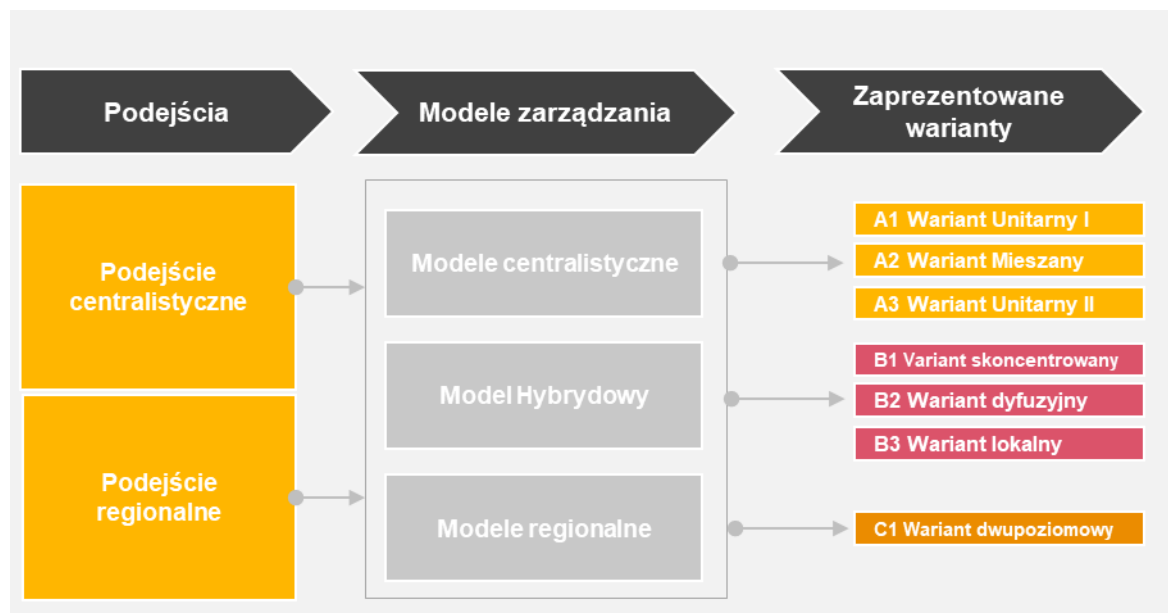 Podejścia
Modele zarządzania
Zaprezentowane
warianty
Podejście
centralistyczne
Podejście
regionalne
Modele centralistyczne
Model Hybrydowy
Modele regionalne
A1 Wariant Unitarny I
A2 Wariant Mieszany
A3 Wariant Unitarny II
B1 Variant skoncentrowany
B2 Wariant dyfuzyjny
B3 Wariant lokalny
C1 Wariant dwupoziomowy